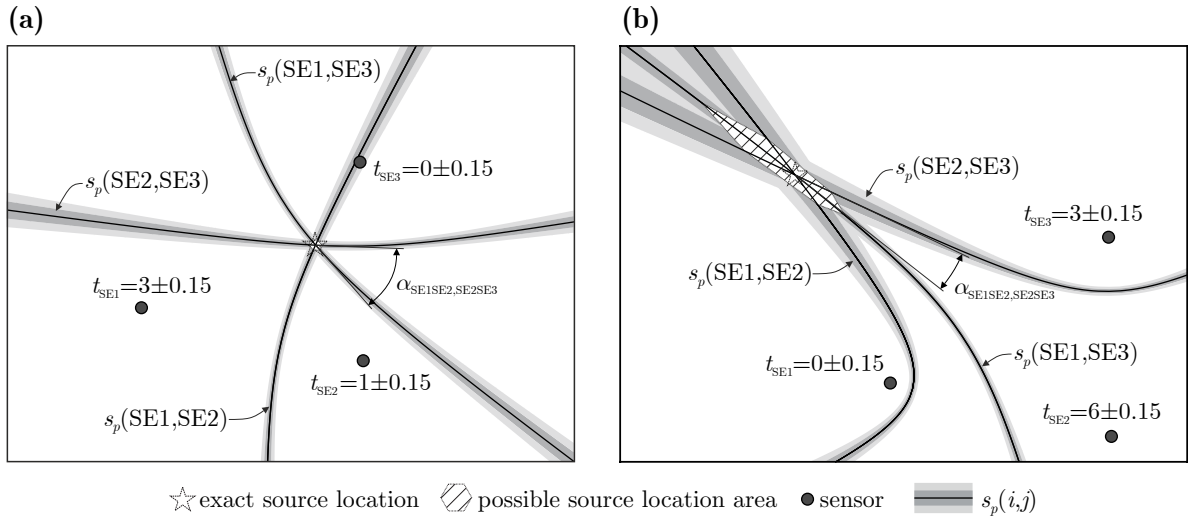 (a)
s_p(SE1,SE3)
t_SE3=0±0.15
s_p(SE2,SE3)
t_SE1=3±0.15
α_SE1SE2,SE2SE3
t_SE2=1±0.15
s_p(SE1,SE2)
(b)
s_p(SE2,SE3)
t_SE3=3±0.15
s_p(SE1,SE2)
α_SE1SE2,SE2SE3
s_p(SE1,SE3)
t_SE1=0±0.15
t_SE2=6±0.15
exact source location possible source location area sensor s_p(i,j)